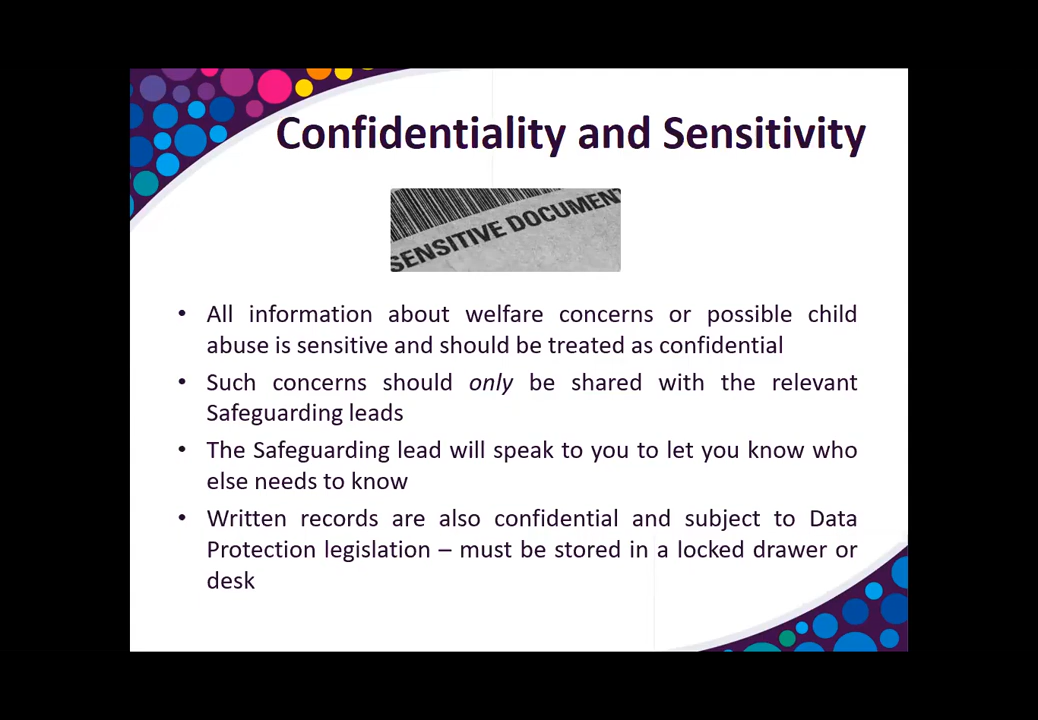 Confidentiality and Sensitivity
SENSITIVE DOCUMEN
• All information about welfare concerns or possible child
abuse is sensitive and should be treated as confidential
• Such concerns should only be shared with the relevant
Safeguarding leads
• The Safeguarding lead will speak to you to let you know who
else needs to know
• Written records are also confidential and subject to Data
Protection legislation – must be stored in a locked drawer or
desk